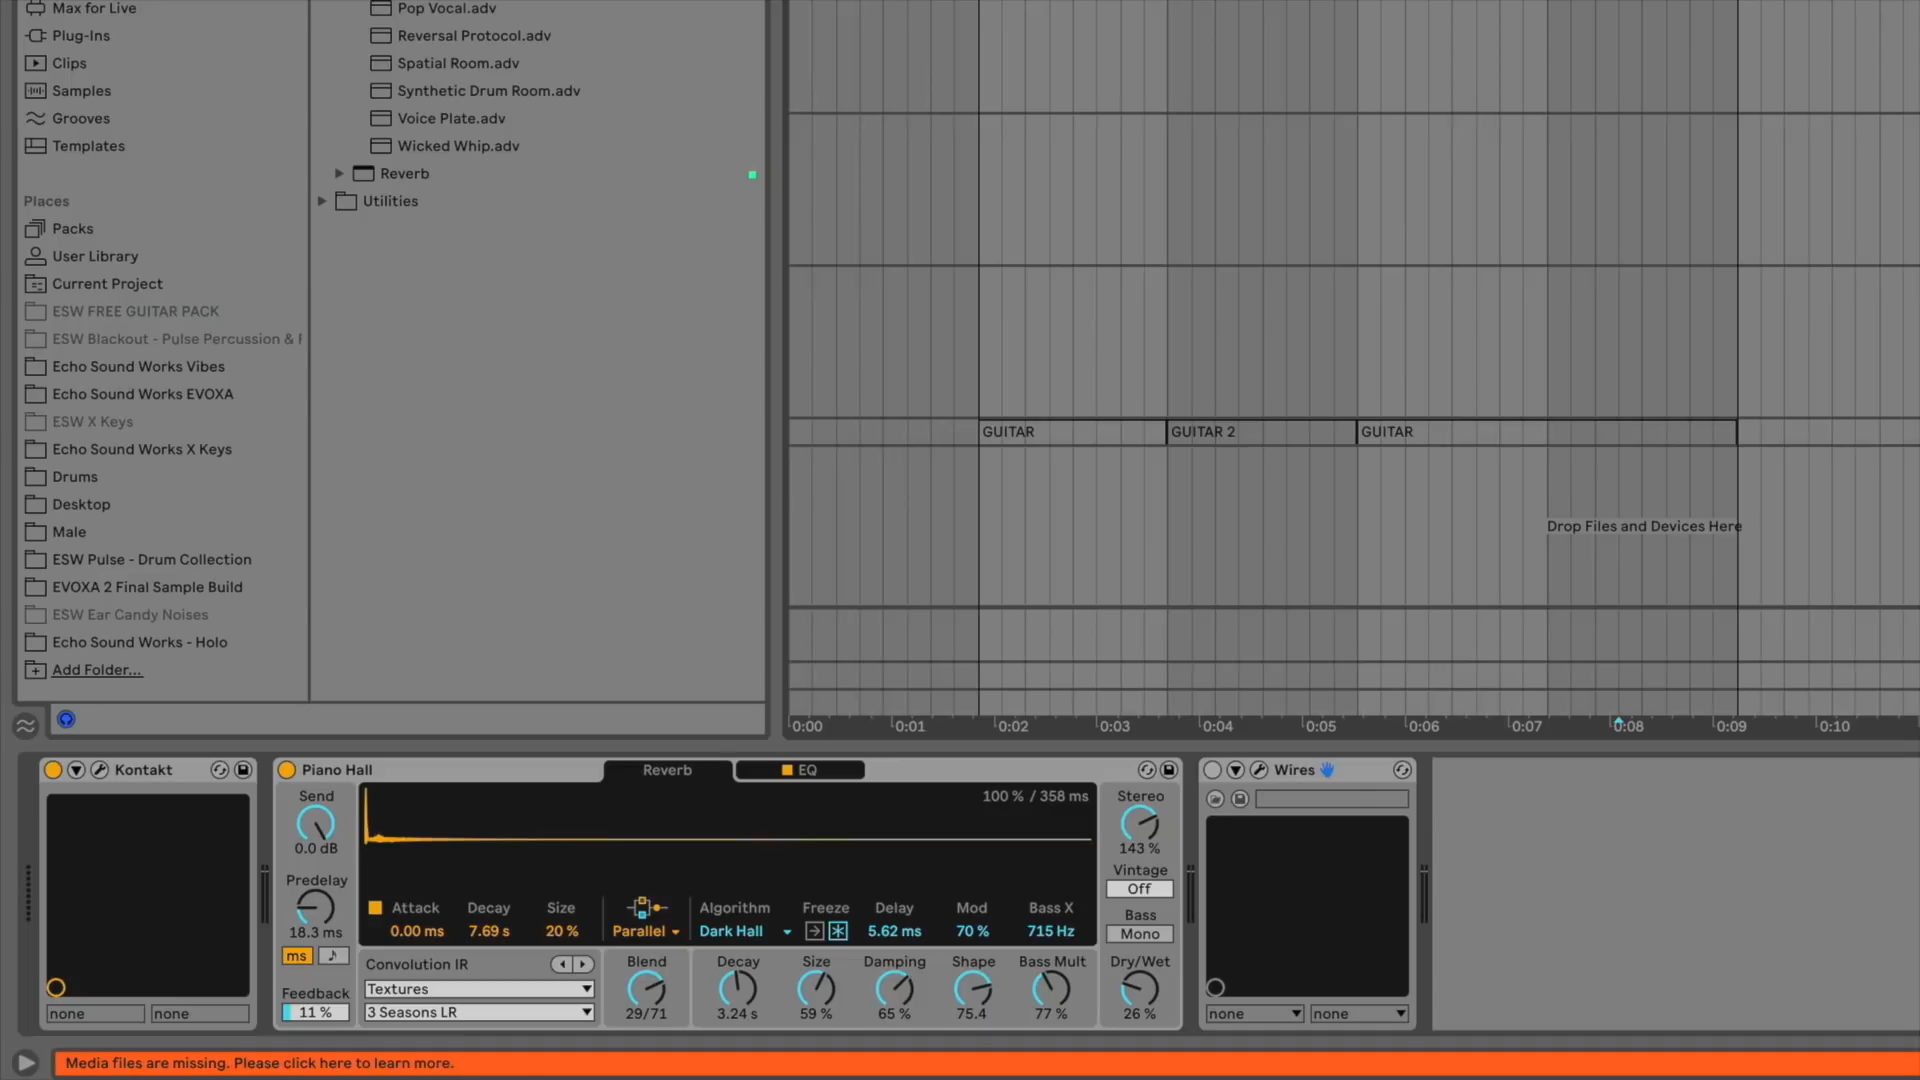 Max for Live
Plug-Ins
Clips
Samples
Grooves
Templates
Places
Packs
User Library
Current Project
ESW FREE GUITAR PACK
ESW Blackout - Pulse Percussion &
Echo Sound Works Vibes
Echo Sound Works EVOXA
ESW X Keys
Echo Sound Works X Keys
Drums
Desktop
Male
ESW Pulse - Drum Collection
EVOXA 2 Final Sample Build
ESW Ear Candy Noises
Echo Sound Works - Holo
Add Folder...
Pop Vocal.adv
Reversal Protocol.adv
Spatial Room.adv
Synthetic Drum Room.adv
Voice Plate.adv
Wicked Whip.adv
Reverb
Utilities
GUITAR GUITAR 2 GUITAR
Drop Files and Devices Here
0:00 0:01 0:02 0:03 0:04 0:05 0:06 0:07 0:08 0:09 0:10
Kontakt
none none
Piano Hall Reverb EQ
Send
0.0 dB
Predelay
18.3 ms
ms
Feedback
11 %
100 % / 358 ms
Attack Decay Size Algorithm Freeze Delay Mod Bass X
0.00 ms 7.69 s 20 % Parallel Dark Hall 5.62 ms 70 % 715 Hz
Convolution IR
Textures
3 Seasons LR
Blend Decay Size Damping Shape Bass Mult
29/71 3.24 s 59 % 65 % 75.4 77 %
Stereo
143 %
Vintage
Off
Bass
Mono
Dry/Wet
26 %
Wires
none none
Media files are missing. Please click here to learn more.